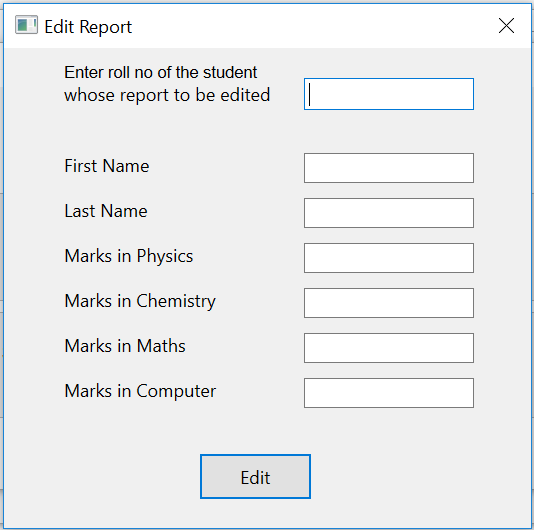 Edit Report
Enter roll no of the student
whose report to be edited
First Name
Last Name
Marks in Physics
Marks in Chemistry
Marks in Maths
Marks in Computer
Edit